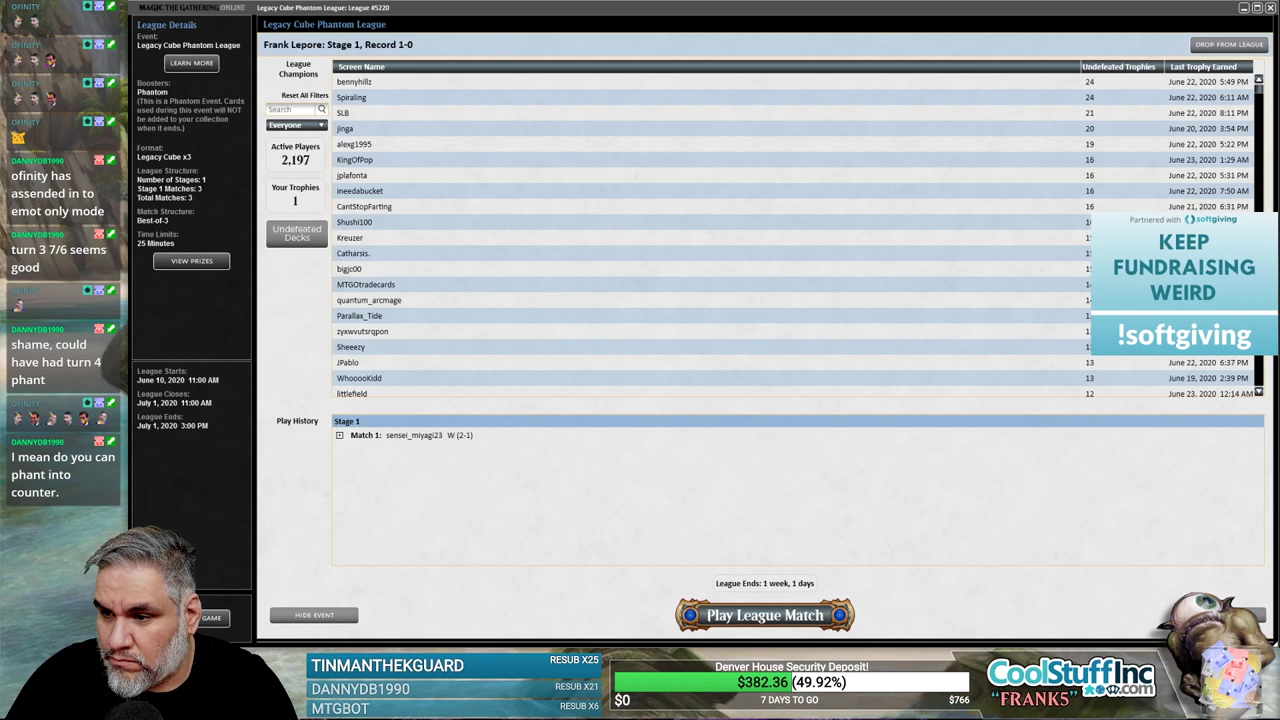 OFINITY
OFINITY
OFINITY
OFINITY
DANNYDB1990
ofinity has
assended in to
emot only mode
DANNYDB1990
turn 3 7/6 seems
good
DANNYDB1990
shame, could
have had turn 4
phant
OFINITY
DANNYDB1990
I mean do you can
phant into
counter.
MAGIC THE GATHERING ONLINE
League Details
Event:
Legacy Cube Phantom League
LEARN MORE
Boosters:
Phantom
(This is a Phantom Event. Cards
used during this event will NOT
be added to your collection
when it ends.)
Format:
Legacy Cube x3
League Structure:
Number of Stages: 1
Stage 1 Matches: 3
Total Matches: 3
Match Structure:
Best-of-3
Time Limits:
25 Minutes
VIEW PRIZES
League Starts:
June 10, 2020 11:00 AM
League Closes:
July 1, 2020 11:00 AM
League Ends:
July 1, 2020 3:00 PM
GAME
Legacy Cube Phantom League: League #5220
Legacy Cube Phantom League
Frank Lepore: Stage 1, Record 1-0
DROP FROM LEAGUE
League
Champions
Reset All Filters
Search
Everyone
Active Players
2,197
Your Trophies
1
Undefeated
Decks
Screen Name Undefeated Trophies Last Trophy Earned
bennyhillz 24 June 22, 2020 5:49 PM
Spiraling 24 June 22, 2020 6:11 AM
SLB 21 June 22, 2020 8:11 PM
jinga 20 June 20, 2020 3:54 PM
alexg1995 19 June 22, 2020 5:22 PM
KingOfPop 16 June 23, 2020 1:29 AM
jplafonta 16 June 22, 2020 5:31 PM
ineedabucket 16 June 22, 2020 7:50 AM
CantStopFarting 16 June 21, 2020 6:31 PM
Shushi100
Kreuzer
Catharsis.
bigjc00
MTGOtradecards
quantum_arcmage
Parallax_Tide
zyxwvutsrqpon
Sheeezy
JPablo 13 June 22, 2020 6:37 PM
WhooooKidd 13 June 19, 2020 2:39 PM
littlefield 12 June 23, 2020 12:14 AM
Partnered with softgiving
KEEP
FUNDRAISING
WEIRD
!softgiving
Play History
Stage 1
Match 1: sensei_miyagi23 W (2-1)
League Ends: 1 week, 1 days
HIDE EVENT
Play League Match
TINMANTHEKGUARD RESUB X25
DANNYDB1990 RESUB X21
MTGBOT RESUB X6
Denver House Security Deposit!
$382.36 (49.92%)
$0 7 DAYS TO GO $766
CoolStuffInc
.com
"FRANK5"